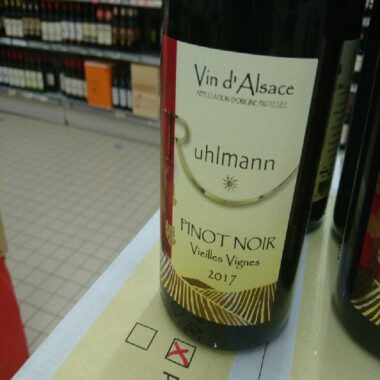 Vin d'Alsace
APPELLATION D'ORIGINE PROTÉGÉE
Ruhlmann
PINOT NOIR
Vieilles Vignes
2017